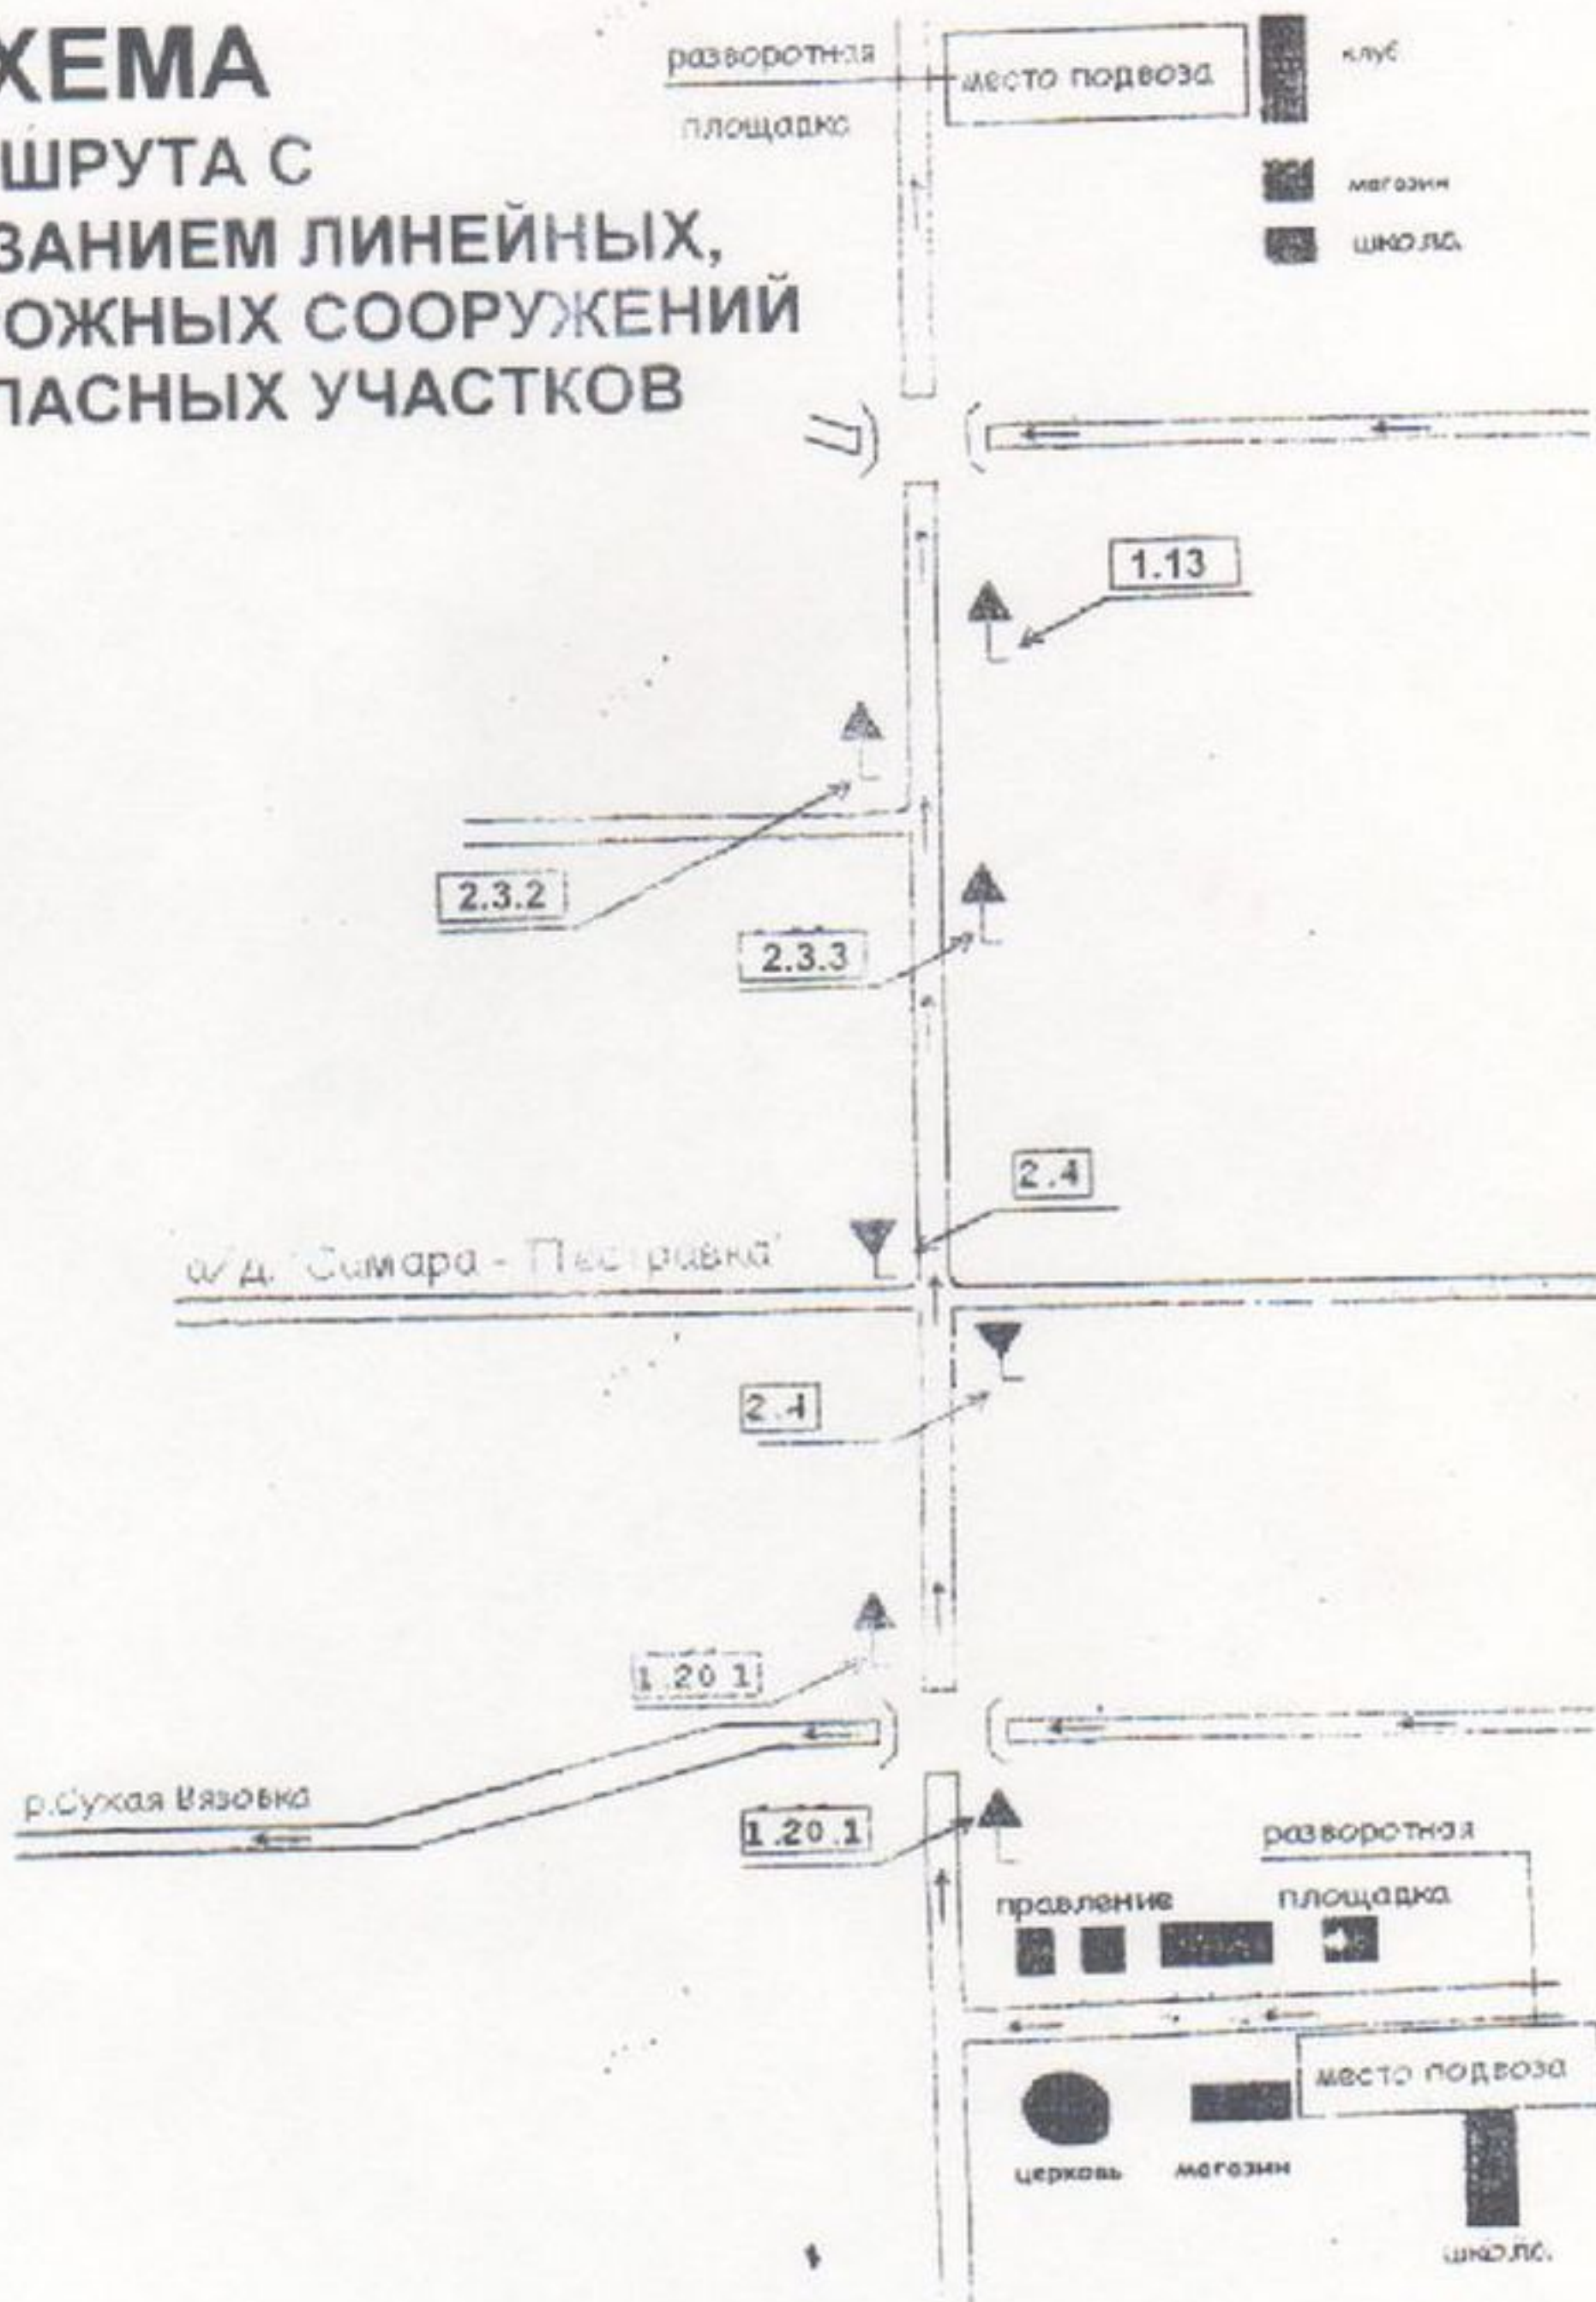 ХЕМА
ШРУТА С
ЗАНИЕМ ЛИНЕЙНЫХ,
ОЖНЫХ СООРУЖЕНИЙ
ПАСНЫХ УЧАСТКОВ
разворотная
площадка
место подвоза
клуб
магазин
школа.
1.13
2.3.2
2.3.3
2.4
а/д. "Самара - Пестравка"
2.4
1.20 1
р.Сухая Вязовка
1.20.1
разворотная
площадка
правление
место подвоза
церковь
магазин
школа.